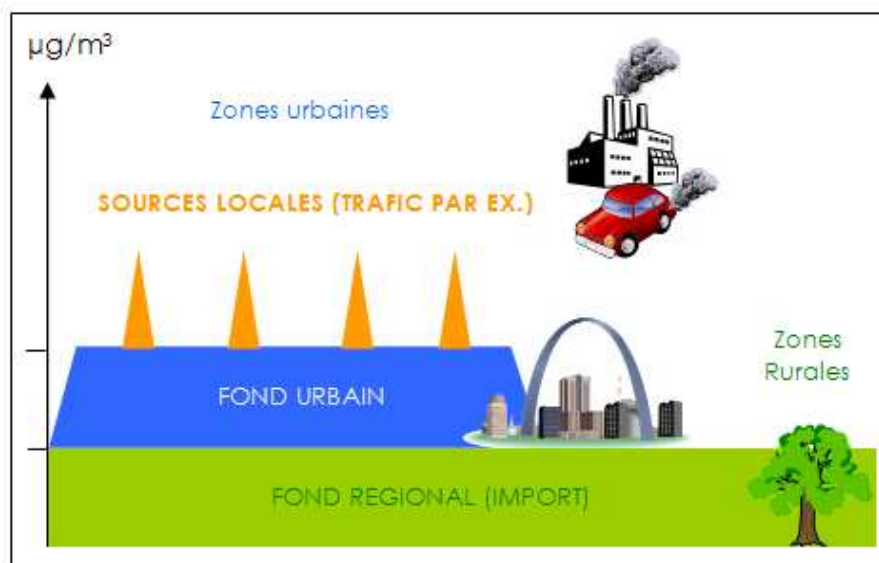 µg/m³
Zones urbaines
SOURCES LOCALES (TRAFIC PAR EX.)
Zones
Rurales
FOND URBAIN
FOND REGIONAL (IMPORT)